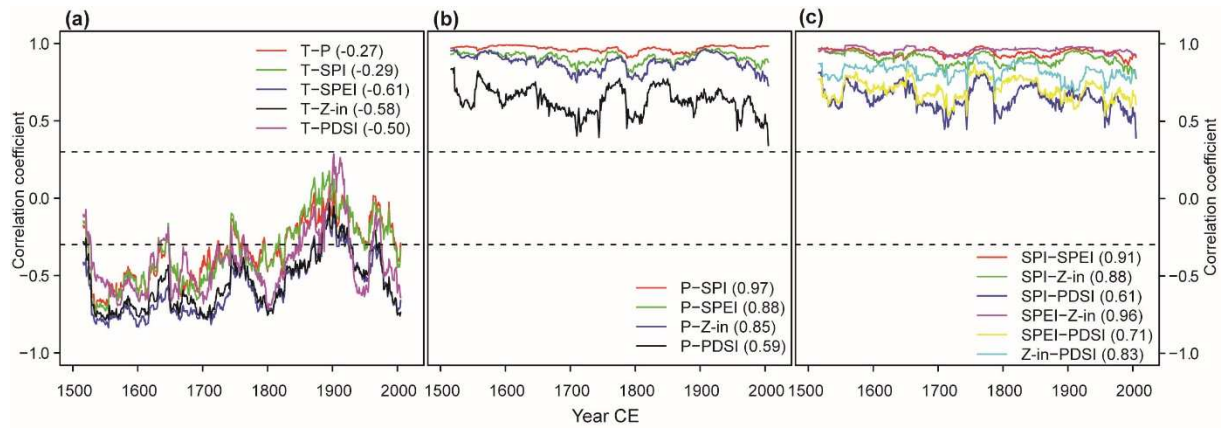 (a)
(b)
(c)
Correlation coefficient
1.0
0.5
0.0
−0.5
−1.0
T−P (-0.27)
T−SPI (-0.29)
T−SPEI (-0.61)
T−Z-in (-0.58)
T−PDSI (-0.50)
P−SPI (0.97)
P−SPEI (0.88)
P−Z-in (0.85)
P−PDSI (0.59)
SPI−SPEI (0.91)
SPI−Z-in (0.88)
SPI−PDSI (0.61)
SPEI−Z-in (0.96)
SPEI−PDSI (0.71)
Z-in−PDSI (0.83)
1.0
0.5
0.0
−0.5
−1.0
Correlation coefficient
1500 1600 1700 1800 1900 2000
1500 1600 1700 1800 1900 2000
1500 1600 1700 1800 1900 2000
Year CE